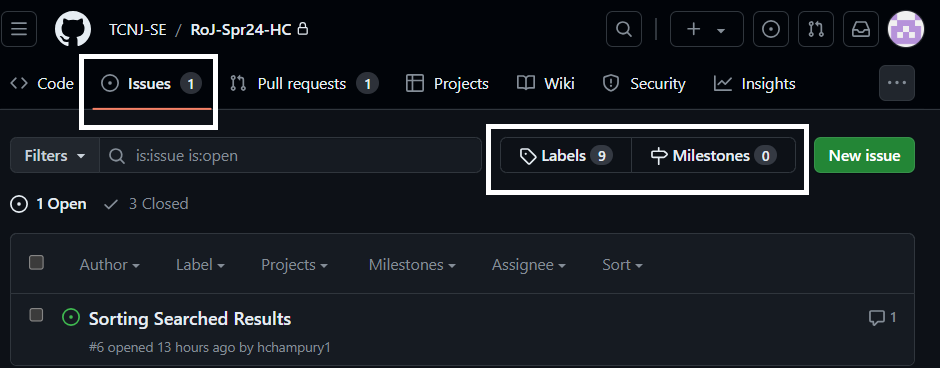 TCNJ-SE / RoJ-Spr24-HC
Code Issues 1 Pull requests 1 Projects Wiki Security Insights
Filters is:issue is:open Labels 9 Milestones 0 New issue
1 Open 3 Closed
Author Label Projects Milestones Assignee Sort
Sorting Searched Results 1
#6 opened 13 hours ago by hchampury1